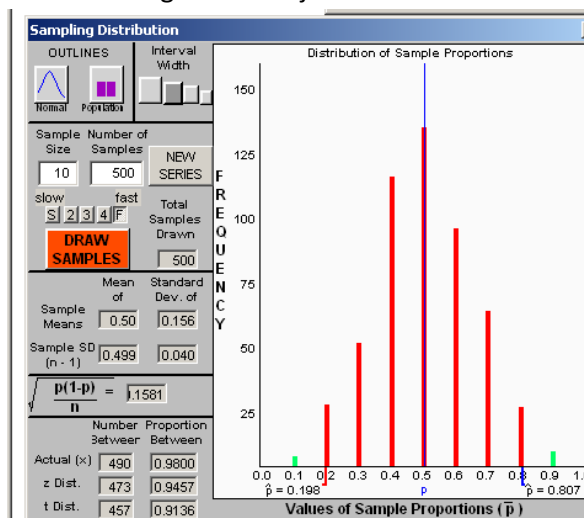 Sampling Distribution
OUTLINES
Interval
Width
Normal Population
Sample Size
Number of Samples
10
500
NEW
SERIES
slow
fast
S 2 3 4 F
DRAW
SAMPLES
Total
Samples
Drawn
500
Mean
of
Standard
Dev. of
Sample
Means
0.50
0.156
Sample SD
(n - 1)
0.499
0.040
√ p(1-p) / n = .1581
Number
Between
Proportion
Between
Actual (x) 490 0.9800
z Dist. 473 0.9457
t Dist. 457 0.9136
Distribution of Sample Proportions
FREQUENCY
150
125
100
75
50
25
0.0 0.1 0.2 0.3 0.4 0.5 0.6 0.7 0.8 0.9 1.
p̂ = 0.198
p
p̂ = 0.807
Values of Sample Proportions ( p̅ )